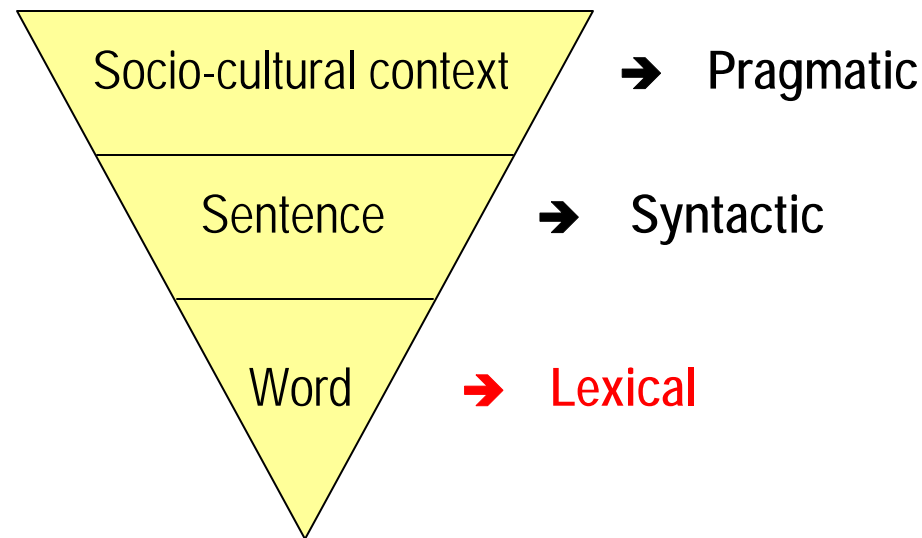 Socio-cultural context ➔ Pragmatic
Sentence ➔ Syntactic
Word ➔ Lexical